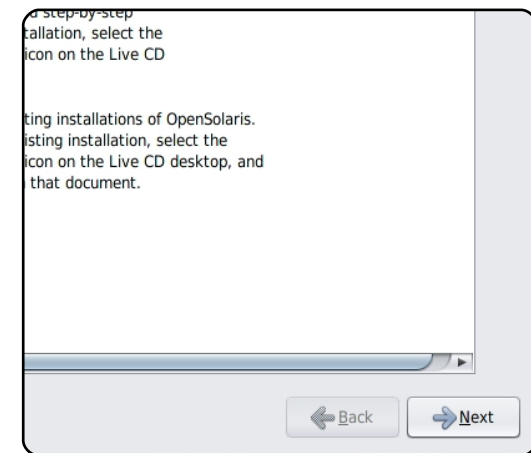 a step-by-step
tallation, select the
icon on the Live CD
ting installations of OpenSolaris.
isting installation, select the
icon on the Live CD desktop, and
that document.
Back
Next